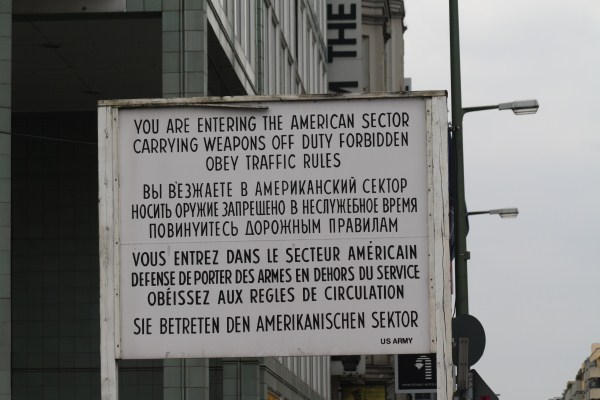 M THE
YOU ARE ENTERING THE AMERICAN SECTOR
CARRYING WEAPONS OFF DUTY FORBIDDEN
OBEY TRAFFIC RULES
ВЫ ВЪЕЗЖАЕТЕ В АМЕРИКАНСКИЙ СЕКТОР
НОСИТЬ ОРУЖИЕ ЗАПРЕЩЕНО В НЕСЛУЖЕБНОЕ ВРЕМЯ
ПОВИНУИТЕСЬ ДОРОЖНЫМ ПРАВИЛАМ
VOUS ENTREZ DANS LE SECTEUR AMÉRICAIN
DEFENSE DE PORTER DES ARMES EN DEHORS DU SERVICE
OBÉISSEZ AUX REGLES DE CIRCULATION
SIE BETRETEN DEN AMERIKANISCHEN SEKTOR
US ARMY